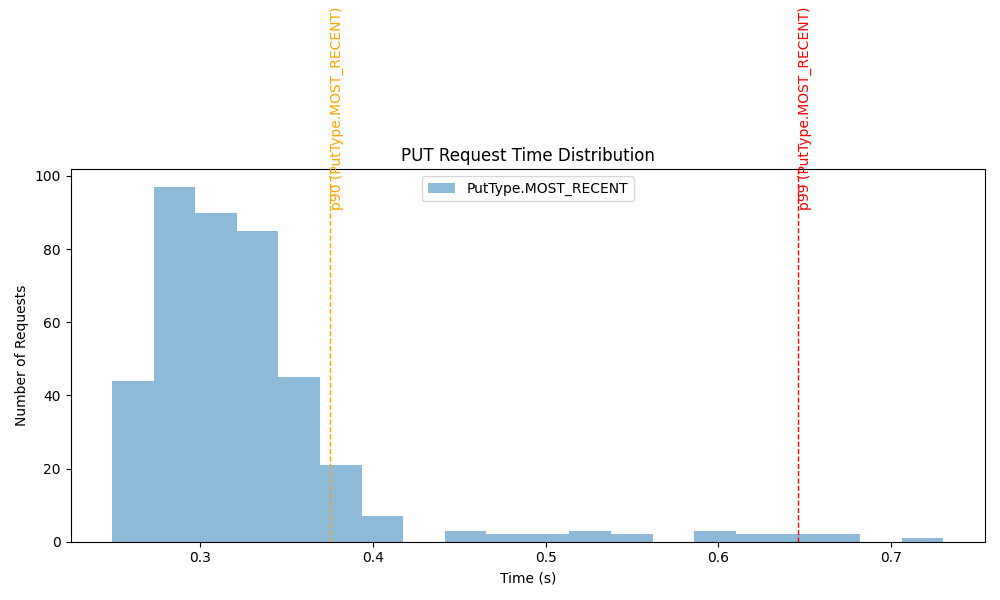 p90 (PutType.MOST_RECENT)
p99 (PutType.MOST_RECENT)
PUT Request Time Distribution
PutType.MOST_RECENT
Number of Requests
100
80
60
40
20
0
0.3
0.4
0.5
0.6
0.7
Time (s)